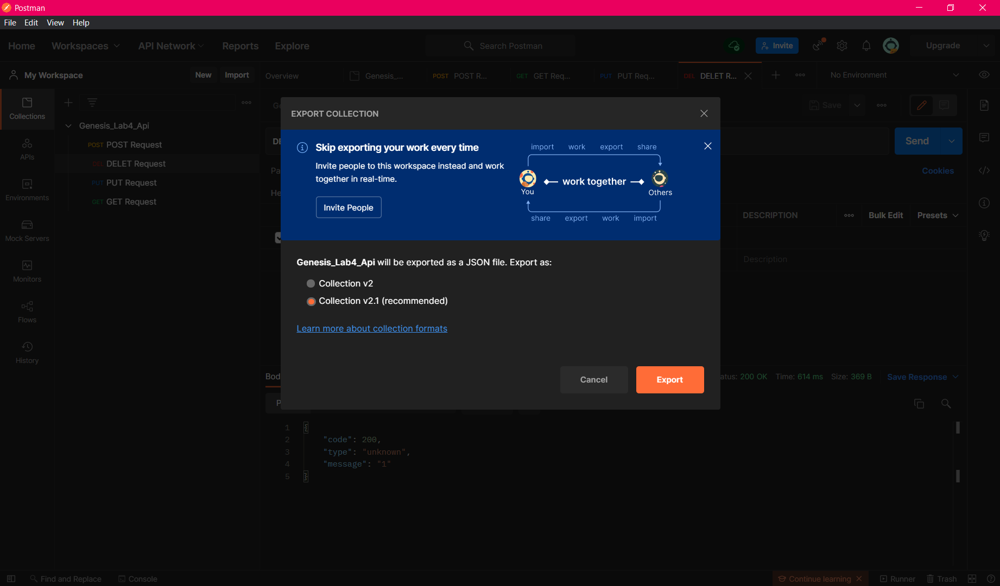 Postman
File Edit View Help
Home Workspaces API Network Reports Explore Search Postman Invite Upgrade
My Workspace New Import Overview Genesis_... POST POST R... GET GET Req... PUT PUT Req... DEL DELET R... No Environment
Collections
APIs
Environments
Mock Servers
Monitors
Flows
History
Genesis_Lab4_Api
POST POST Request
DEL DELET Request
PUT PUT Request
GET GET Request
Save
Send
Cookies
DESCRIPTION Bulk Edit Presets
Description
EXPORT COLLECTION
Skip exporting your work every time
Invite people to this workspace instead and work
together in real-time.
Invite People
import work export share
work together
You Others
share export work import
Genesis_Lab4_Api will be exported as a JSON file. Export as:
Collection v2
Collection v2.1 (recommended)
Learn more about collection formats
Cancel Export
Bod
atus: 200 OK Time: 614 ms Size: 369 B Save Response
1 {
2 "code": 200,
3 "type": "unknown",
4 "message": "1"
5 }
Find and Replace Console Continue learning Runner Trash